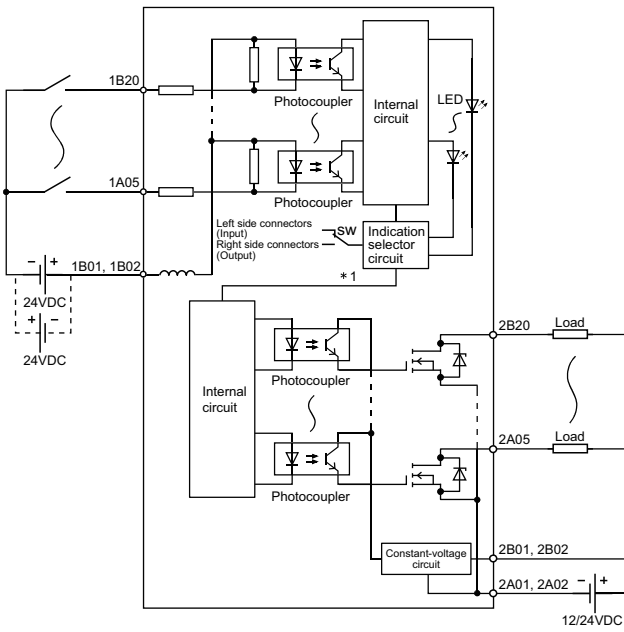 1B20
Photocoupler
Internal
circuit
LED
1A05
Photocoupler
Left side connectors
(Input)
SW
Right side connectors
(Output)
Indication
selector
circuit
− +
1B01, 1B02
24VDC
+ −
24VDC
*1
Internal
circuit
Photocoupler
2B20
Load
Photocoupler
2A05
Load
Constant-voltage
circuit
2B01, 2B02
2A01, 2A02
− +
12/24VDC